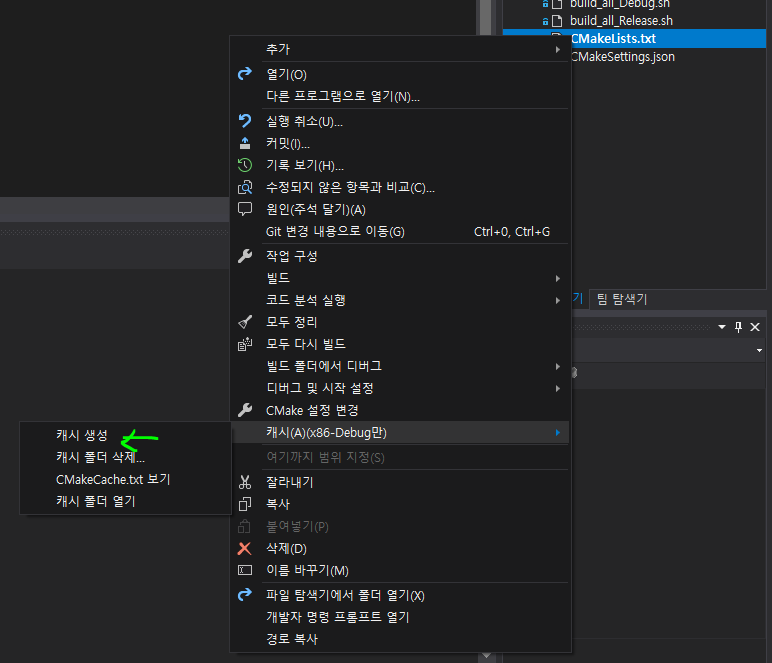 build_all_Debug.sh
build_all_Release.sh
CMakeLists.txt
CMakeSettings.json
추가
열기(O)
다른 프로그램으로 열기(N)...
실행 취소(U)...
커밋(I)...
기록 보기(H)...
수정되지 않은 항목과 비교(C)...
원인(주석 달기)(A)
Git 변경 내용으로 이동(G) Ctrl+0, Ctrl+G
작업 구성
빌드
코드 분석 실행
모두 정리
모두 다시 빌드
빌드 폴더에서 디버그
디버그 및 시작 설정
CMake 설정 변경
캐시(A)(x86-Debug만)
여기까지 범위 지정(S)
잘라내기
복사
붙여넣기(P)
삭제(D)
이름 바꾸기(M)
파일 탐색기에서 폴더 열기(X)
개발자 명령 프롬프트 열기
경로 복사
캐시 생성
캐시 폴더 삭제...
CMakeCache.txt 보기
캐시 폴더 열기
기
팀 탐색기